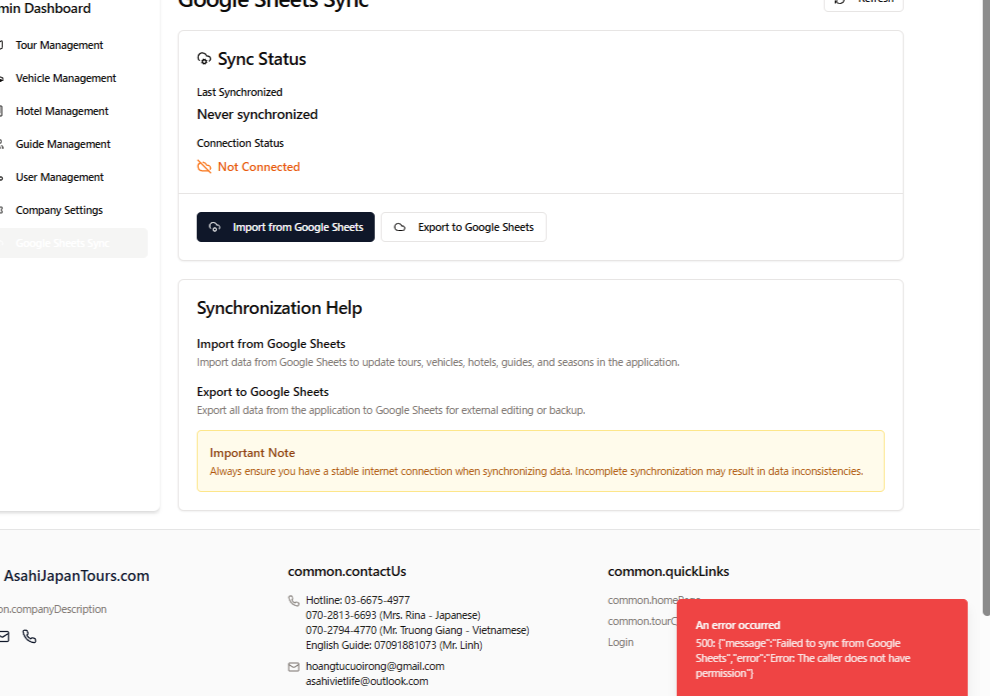 min Dashboard
Google Sheets Sync
Refresh
Tour Management
Vehicle Management
Hotel Management
Guide Management
User Management
Company Settings
Google Sheets Sync
Sync Status
Last Synchronized
Never synchronized
Connection Status
Not Connected
Import from Google Sheets
Export to Google Sheets
Synchronization Help
Import from Google Sheets
Import data from Google Sheets to update tours, vehicles, hotels, guides, and seasons in the application.
Export to Google Sheets
Export all data from the application to Google Sheets for external editing or backup.
Important Note
Always ensure you have a stable internet connection when synchronizing data. Incomplete synchronization may result in data inconsistencies.
AsahiJapanTours.com
on.companyDescription
common.contactUs
Hotline: 03-6675-4977
070-2813-6693 (Mrs. Rina - Japanese)
070-2794-4770 (Mr. Truong Giang - Vietnamese)
English Guide: 07091881073 (Mr. Linh)
hoangtucuoirong@gmail.com
asahivietlife@outlook.com
common.quickLinks
common.homePage
common.tourC
Login
An error occurred
500: {"message":"Failed to sync from Google
Sheets","error":"Error: The caller does not have
permission"}